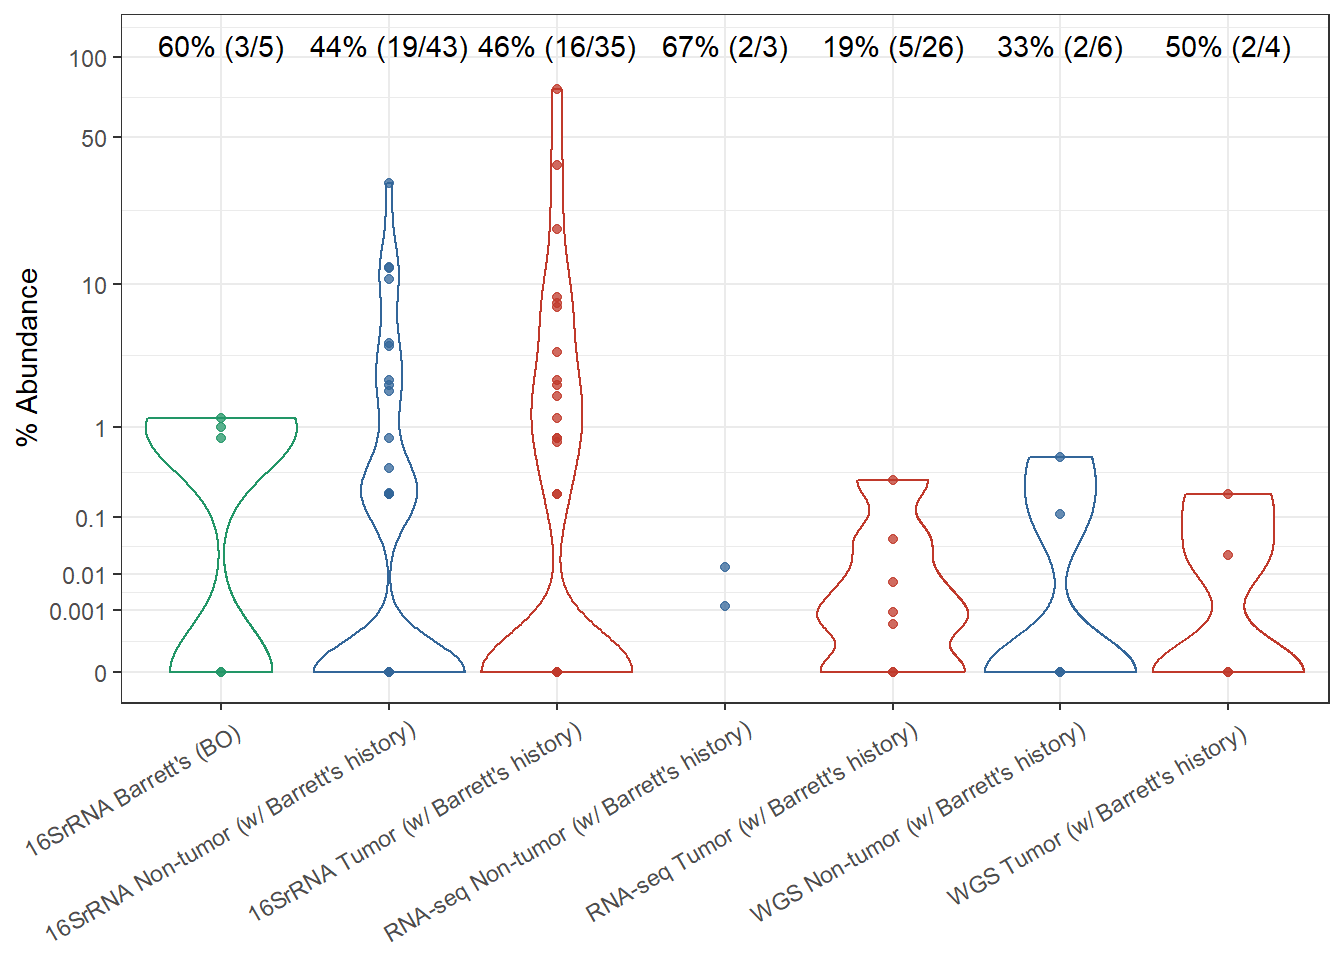 60% (3/5) 44% (19/43) 46% (16/35) 67% (2/3) 19% (5/26) 33% (2/6) 50% (2/4)
% Abundance
100
50
10
1
0.1
0.01
0.001
0
16SrRNA Barrett's (BO)
16SrRNA Non-tumor (w/ Barrett's history)
16SrRNA Tumor (w/ Barrett's history)
RNA-seq Non-tumor (w/ Barrett's history)
RNA-seq Tumor (w/ Barrett's history)
WGS Non-tumor (w/ Barrett's history)
WGS Tumor (w/ Barrett's history)